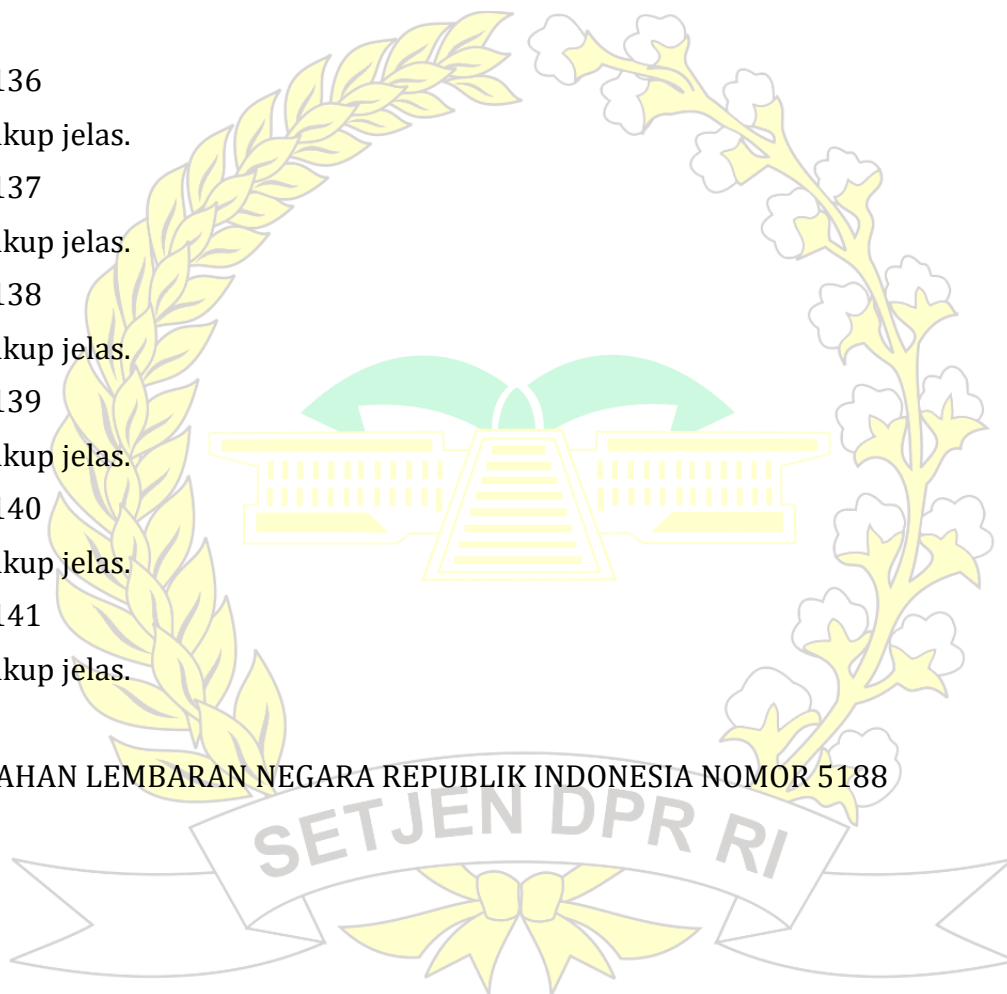 136
kup jelas.
137
kup jelas.
138
kup jelas.
139
kup jelas.
140
kup jelas.
141
kup jelas.
AHAN LEMBARAN NEGARA REPUBLIK INDONESIA NOMOR 5188
SETJEN DPR RI